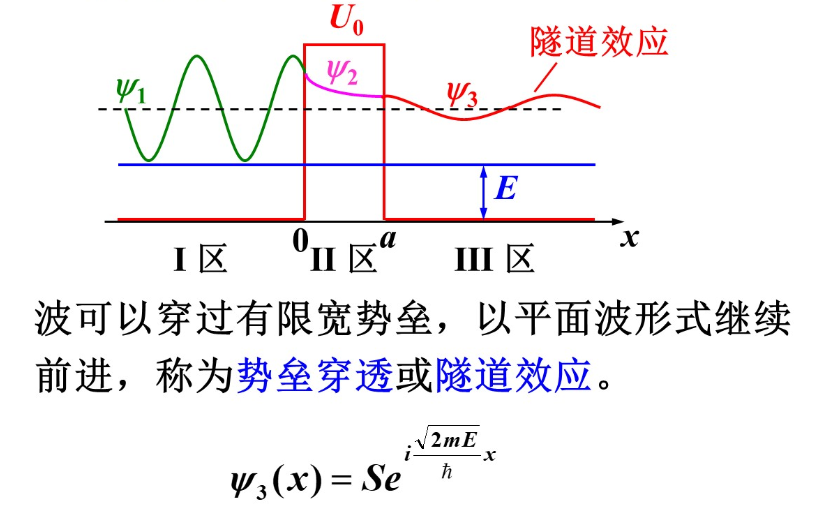 U₀
隧道效应
ψ₁
ψ₂
ψ₃
E
0
a
x
I 区
II 区
III 区
波可以穿过有限宽势垒，以平面波形式继续
前进，称为势垒穿透或隧道效应。
ψ₃(x) = Se^{i\frac{\sqrt{2mE}}{ℏ}x}